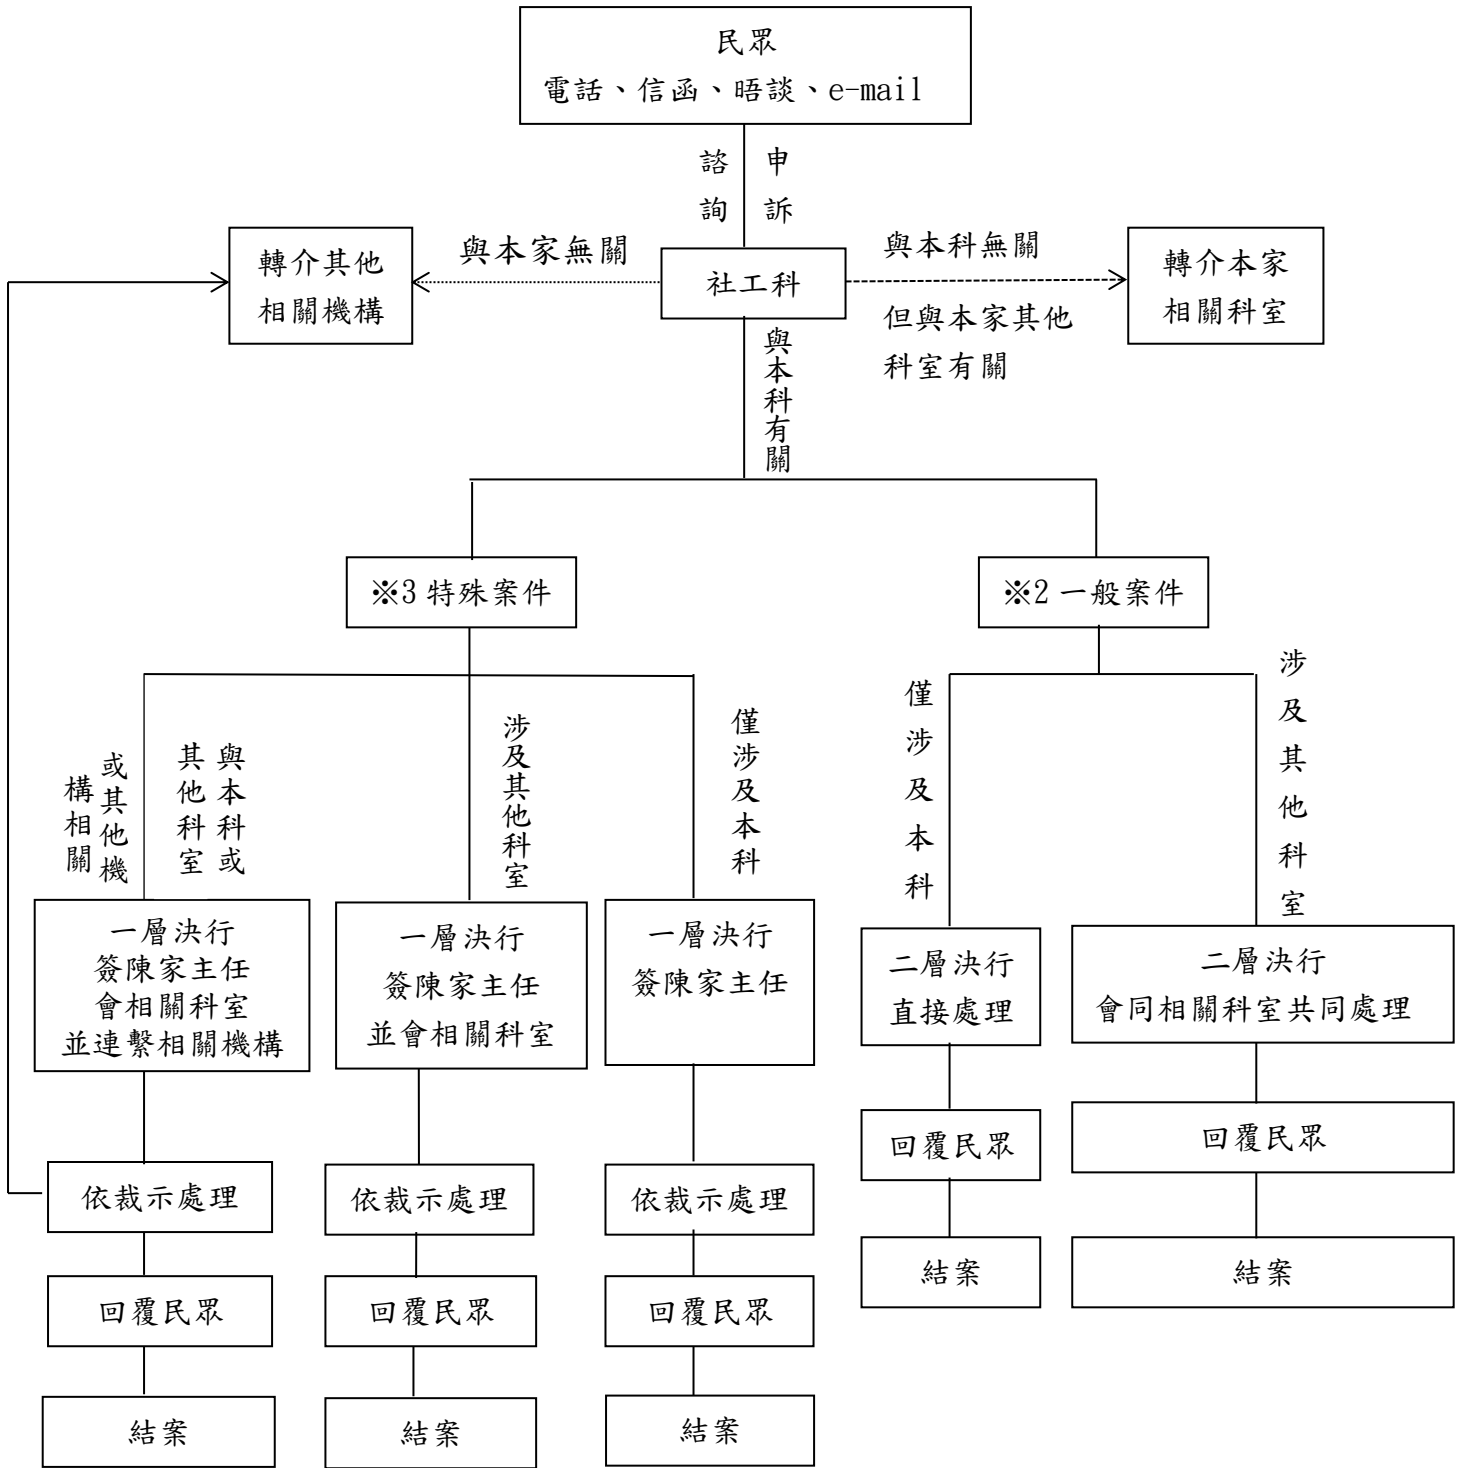 民眾
電話、信函、晤談、e-mail
諮詢
申訴
轉介其他
相關機構
與本家無關
社工科
與本科無關
但與本家其他
科室有關
轉介本家
相關科室
與本科有關
※3 特殊案件
※2 一般案件
與本科或
其他科室
或其他機
構相關
涉及其他科室
僅涉及本科
僅涉及本科
涉及其他科室
一層決行
簽陳家主任
會相關科室
並連繫相關機構
一層決行
簽陳家主任
並會相關科室
一層決行
簽陳家主任
二層決行
直接處理
二層決行
會同相關科室共同處理
回覆民眾
回覆民眾
依裁示處理
依裁示處理
依裁示處理
結案
結案
回覆民眾
回覆民眾
回覆民眾
結案
結案
結案